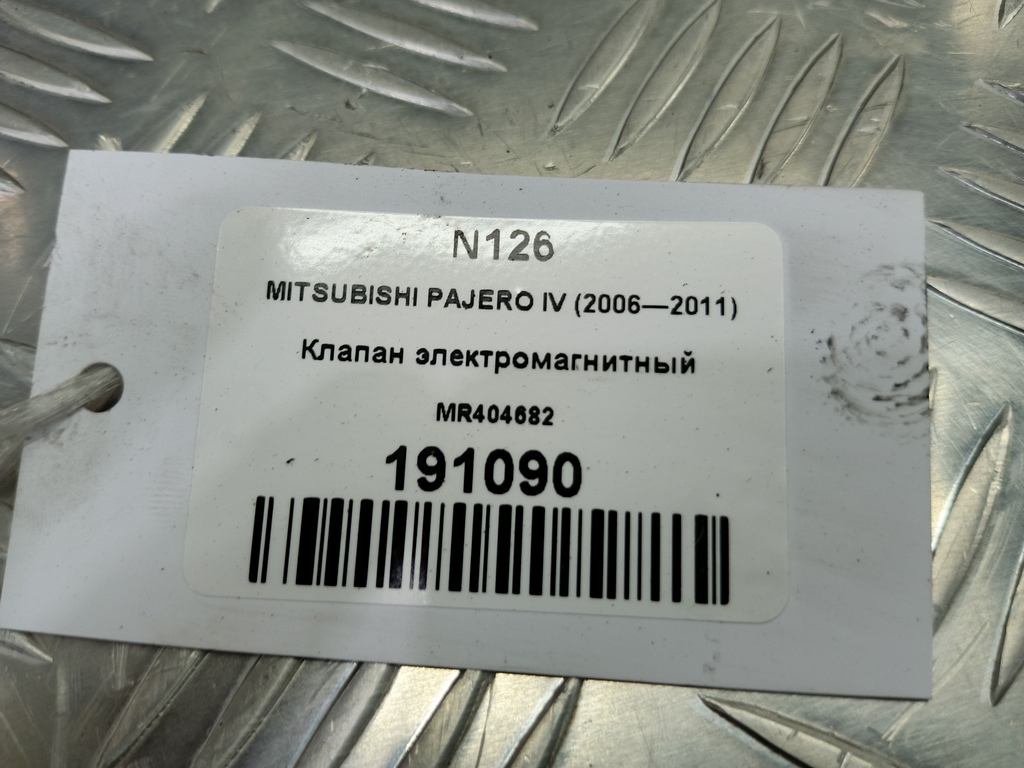 N126
MITSUBISHI PAJERO IV (2006—2011)
Клапан электромагнитный
MR404682
191090